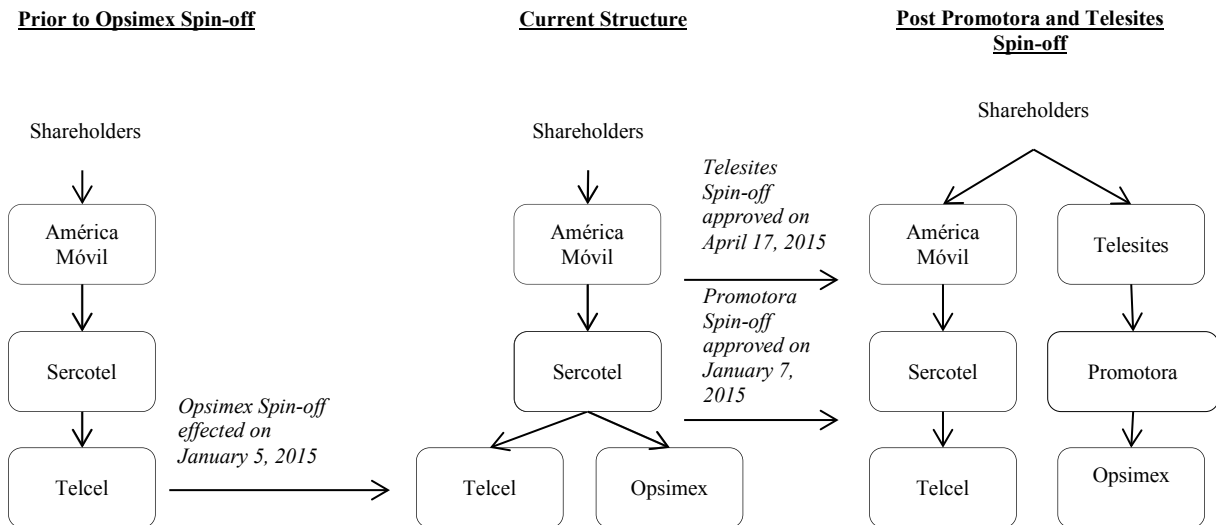 Prior to Opsimex Spin-off
Current Structure
Post Promotora and Telesites
Spin-off
Shareholders
América
Móvil
Sercotel
Telcel
Opsimex Spin-off
effected on
January 5, 2015
Shareholders
América
Móvil
Sercotel
Telcel
Opsimex
Telesites
Spin-off
approved on
April 17, 2015
Promotora
Spin-off
approved on
January 7,
2015
Shareholders
América
Móvil
Sercotel
Telcel
Telesites
Promotora
Opsimex